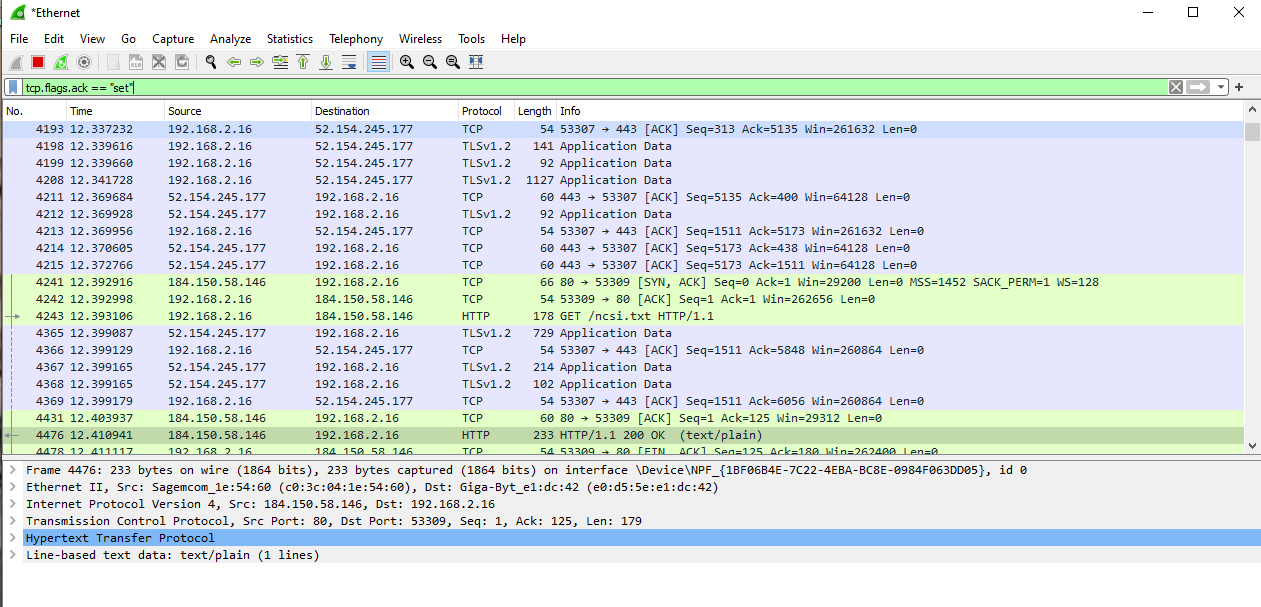 *Ethernet
File Edit View Go Capture Analyze Statistics Telephony Wireless Tools Help
tcp.flags.ack == "set"
No. Time Source Destination Protocol Length Info
4193 12.337232 192.168.2.16 52.154.245.177 TCP 54 53307 → 443 [ACK] Seq=313 Ack=5135 Win=261632 Len=0
4198 12.339616 192.168.2.16 52.154.245.177 TLSv1.2 141 Application Data
4199 12.339660 192.168.2.16 52.154.245.177 TLSv1.2 92 Application Data
4208 12.341728 192.168.2.16 52.154.245.177 TLSv1.2 1127 Application Data
4211 12.369684 52.154.245.177 192.168.2.16 TCP 60 443 → 53307 [ACK] Seq=5135 Ack=400 Win=64128 Len=0
4212 12.369928 52.154.245.177 192.168.2.16 TLSv1.2 92 Application Data
4213 12.369956 192.168.2.16 52.154.245.177 TCP 54 53307 → 443 [ACK] Seq=1511 Ack=5173 Win=261632 Len=0
4214 12.370605 52.154.245.177 192.168.2.16 TCP 60 443 → 53307 [ACK] Seq=5173 Ack=438 Win=64128 Len=0
4215 12.372766 52.154.245.177 192.168.2.16 TCP 60 443 → 53307 [ACK] Seq=5173 Ack=1511 Win=64128 Len=0
4241 12.392916 184.150.58.146 192.168.2.16 TCP 66 80 → 53309 [SYN, ACK] Seq=0 Ack=1 Win=29200 Len=0 MSS=1452 SACK_PERM=1 WS=128
4242 12.392998 192.168.2.16 184.150.58.146 TCP 54 53309 → 80 [ACK] Seq=1 Ack=1 Win=262656 Len=0
4243 12.393106 192.168.2.16 184.150.58.146 HTTP 178 GET /ncsi.txt HTTP/1.1
4365 12.399087 52.154.245.177 192.168.2.16 TLSv1.2 729 Application Data
4366 12.399129 192.168.2.16 52.154.245.177 TCP 54 53307 → 443 [ACK] Seq=1511 Ack=5848 Win=260864 Len=0
4367 12.399165 52.154.245.177 192.168.2.16 TLSv1.2 214 Application Data
4368 12.399165 52.154.245.177 192.168.2.16 TLSv1.2 102 Application Data
4369 12.399179 192.168.2.16 52.154.245.177 TCP 54 53307 → 443 [ACK] Seq=1511 Ack=6056 Win=260864 Len=0
4431 12.403937 184.150.58.146 192.168.2.16 TCP 60 80 → 53309 [ACK] Seq=1 Ack=125 Win=29312 Len=0
4476 12.410941 184.150.58.146 192.168.2.16 HTTP 233 HTTP/1.1 200 OK (text/plain)
4478 12.411117 192.168.2.16 184.150.58.146 TCP 54 53309 → 80 [FIN, ACK] Seq=125 Ack=180 Win=262400 Len=0
Frame 4476: 233 bytes on wire (1864 bits), 233 bytes captured (1864 bits) on interface \Device\NPF_{1BF06B4E-7C22-4EBA-BC8E-0984F063DD05}, id 0
Ethernet II, Src: Sagemcom_1e:54:60 (c0:3c:04:1e:54:60), Dst: Giga-Byt_e1:dc:42 (e0:d5:5e:e1:dc:42)
Internet Protocol Version 4, Src: 184.150.58.146, Dst: 192.168.2.16
Transmission Control Protocol, Src Port: 80, Dst Port: 53309, Seq: 1, Ack: 125, Len: 179
Hypertext Transfer Protocol
Line-based text data: text/plain (1 lines)